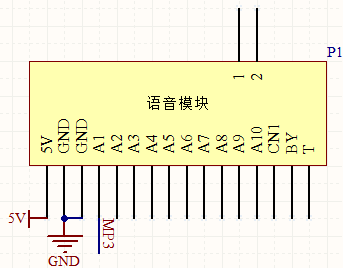 P1
1
2
语音模块
5V
GND
GND
A1
A2
A3
A4
A5
A6
A7
A8
A9
A10
CN1
BY
T
5V
MP3
GND